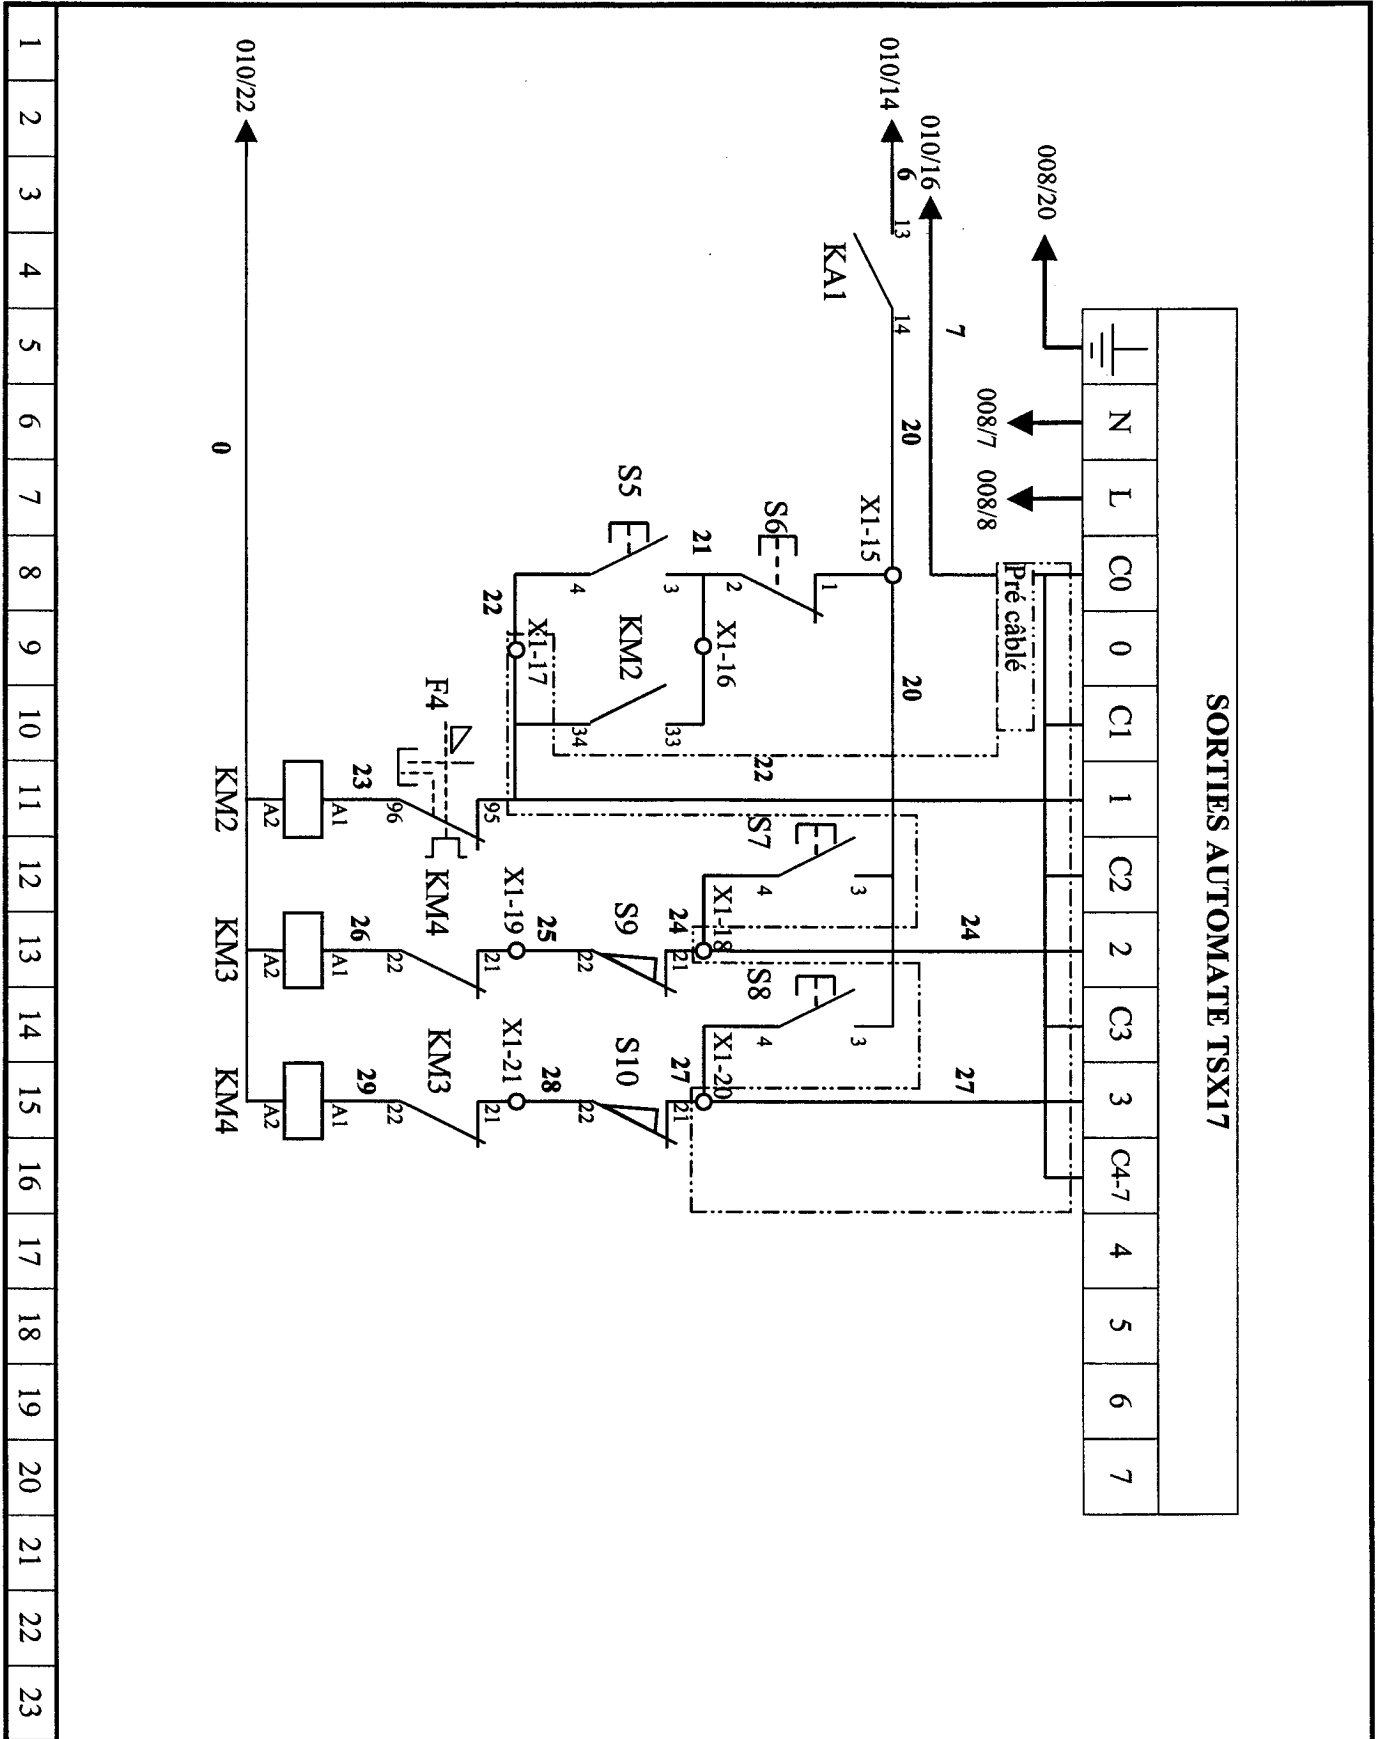 SORTIES AUTOMATE TSX17
N
L
C0
0
C1
1
C2
2
C3
3
C4-7
4
5
6
7
008/20
008/7
008/8
Pré câblé
010/16
7
010/14
6
13
14
KA1
20
X1-15
20
S6
1
2
21
X1-16
S5
3
4
KM2
33
34
22
X1-17
22
S7
3
4
X1-18
24
24
S8
3
4
X1-20
27
27
S9
21
22
S10
21
22
25
X1-19
28
X1-21
F4
95
96
KM4
21
22
KM3
21
22
23
26
29
A1
A2
A1
A2
A1
A2
KM2
KM3
KM4
010/22
0
1
2
3
4
5
6
7
8
9
10
11
12
13
14
15
16
17
18
19
20
21
22
23